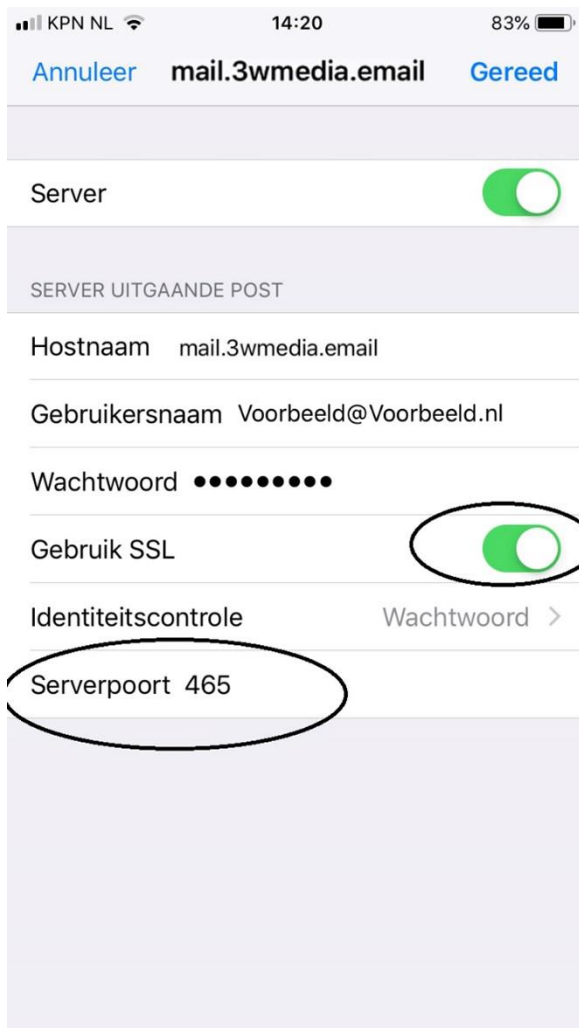 KPN NL 14:20 83%
Annuleer mail.3wmedia.email Gereed
Server
SERVER UITGAANDE POST
Hostnaam mail.3wmedia.email
Gebruikersnaam Voorbeeld@Voorbeeld.nl
Wachtwoord ●●●●●●●●●
Gebruik SSL
Identiteitscontrole Wachtwoord >
Serverpoort 465